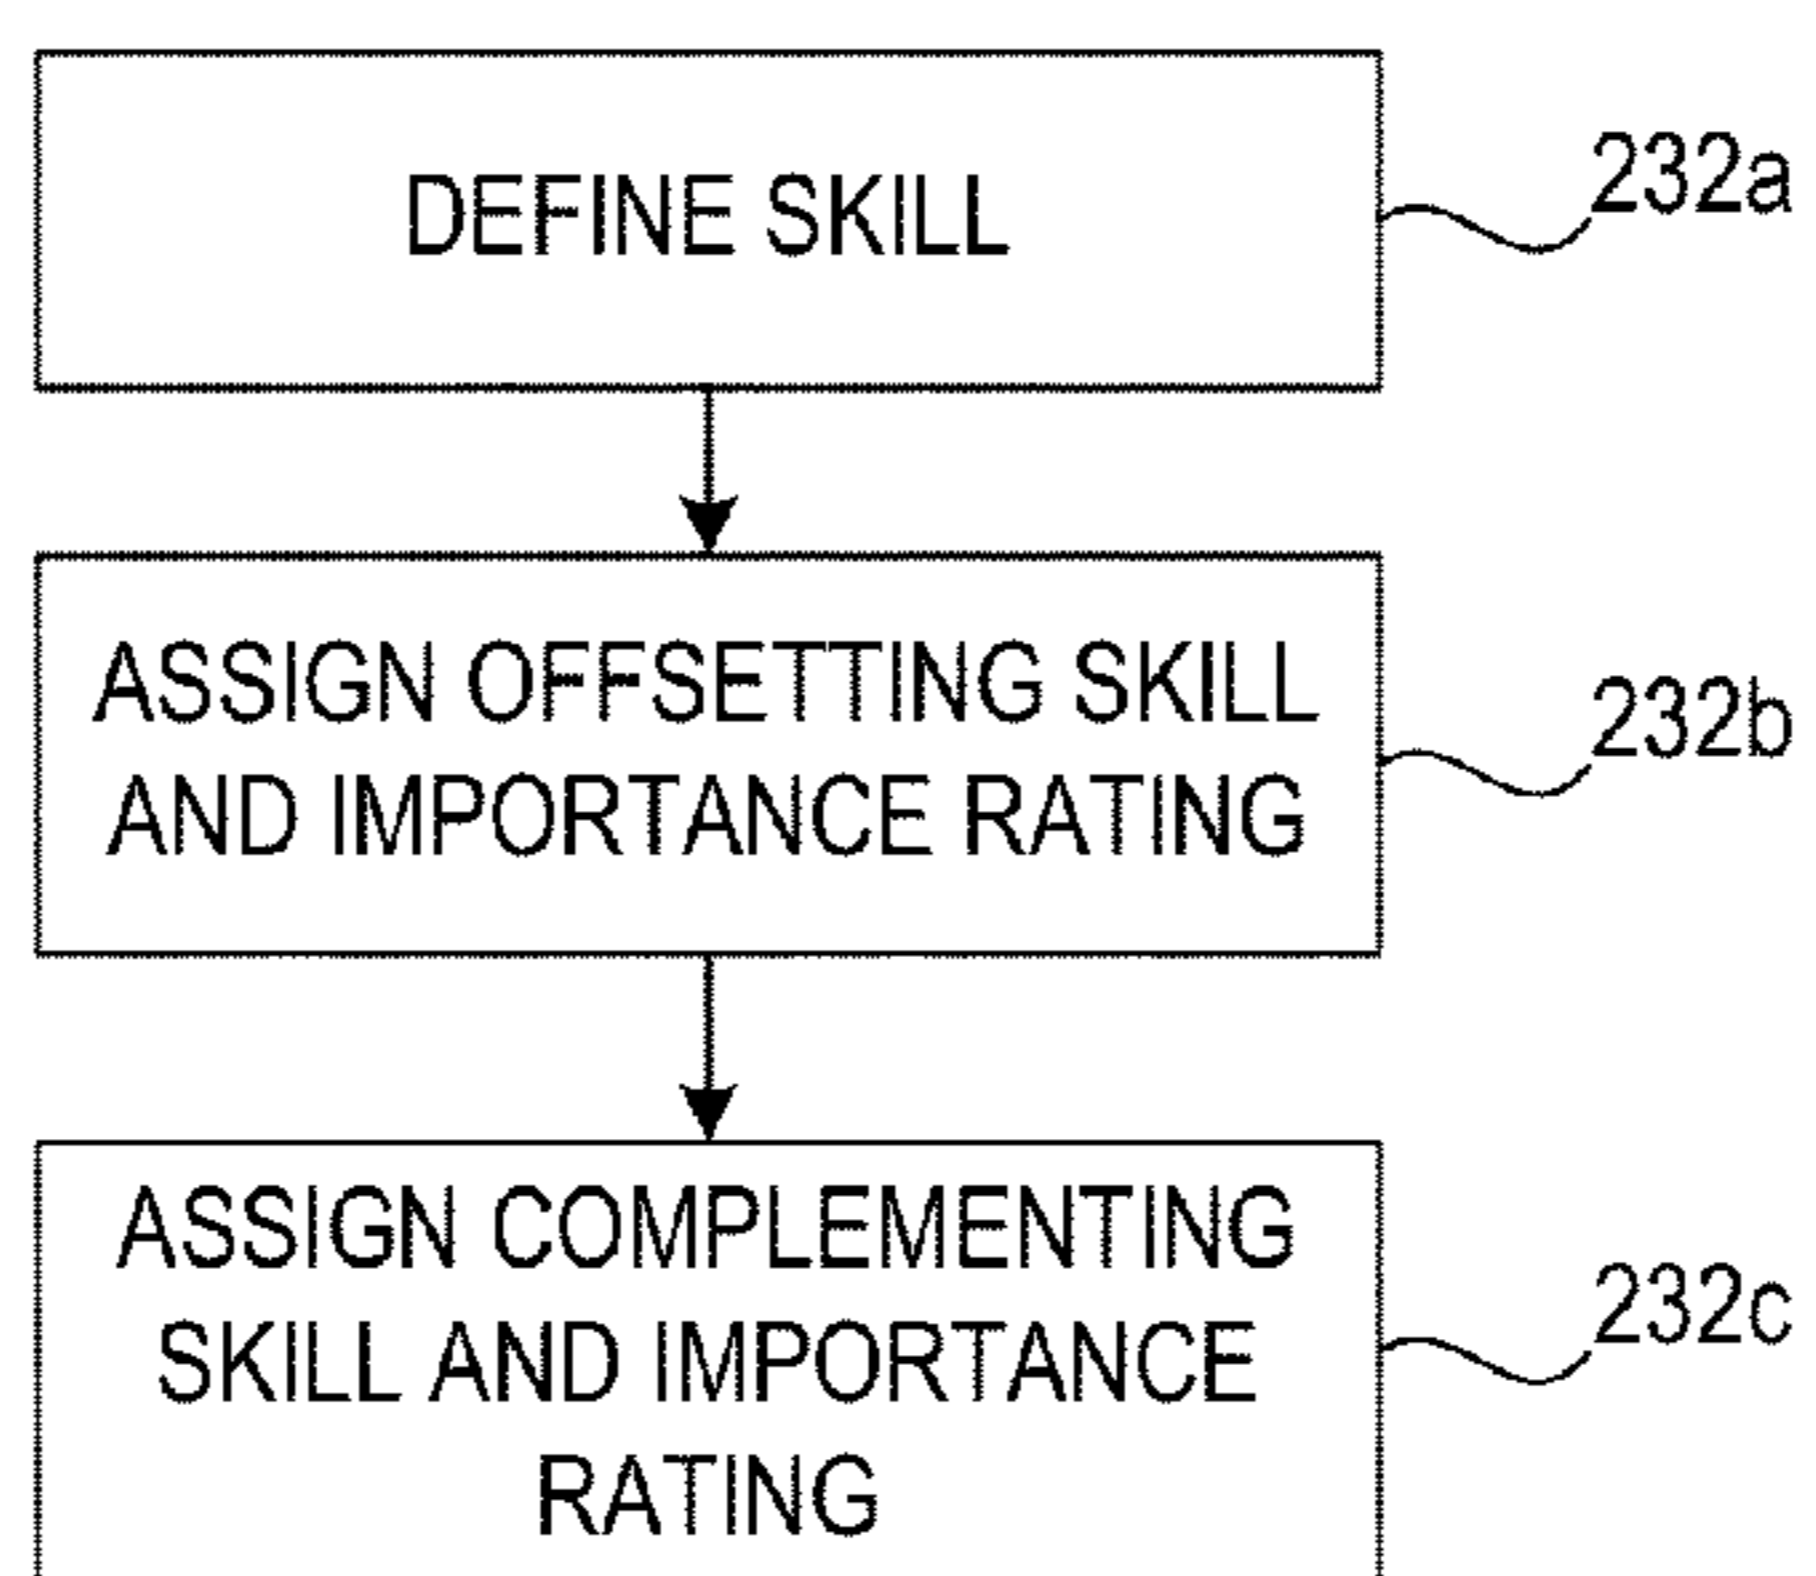 DEFINE SKILL
232a
ASSIGN OFFSETTING SKILL
AND IMPORTANCE RATING
232b
ASSIGN COMPLEMENTING
SKILL AND IMPORTANCE
RATING
232c